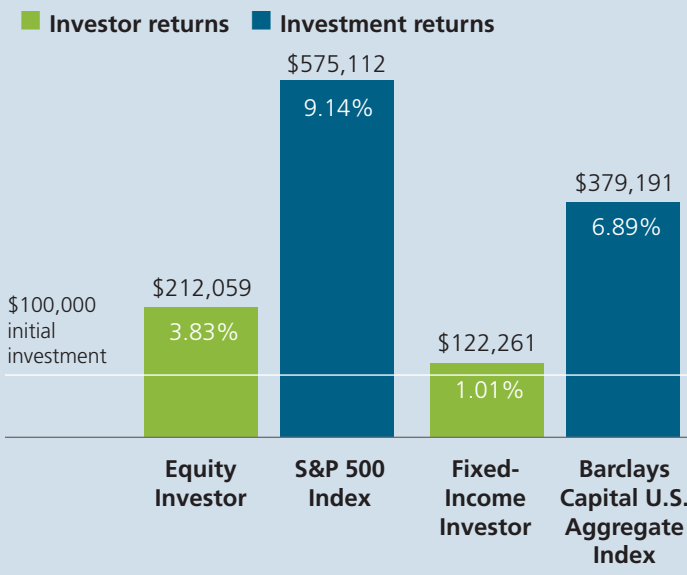 Investor returns Investment returns
$575,112
9.14%
$379,191
6.89%
$212,059
3.83%
$100,000
initial
investment
$122,261
1.01%
Equity
Investor
S&P 500
Index
Fixed-
Income
Investor
Barclays
Capital U.S.
Aggregate
Index